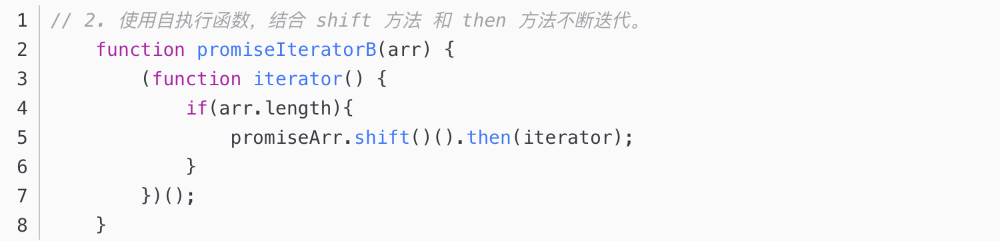 1 // 2. 使用自执行函数，结合 shift 方法 和 then 方法不断迭代。
2     function promiseIteratorB(arr) {
3         (function iterator() {
4             if(arr.length){
5                 promiseArr.shift()().then(iterator);
6             }
7         })();
8     }